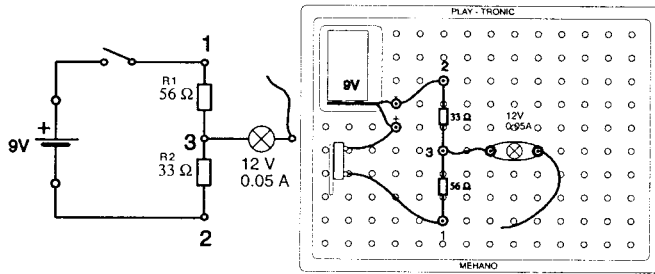 1
R1
56 Ω
3
9V
+
R2
33 Ω
12 V
0.05 A
2
PLAY - TRONIC
9V
-
+
2
33 Ω
12V
0,05A
3
56 Ω
1
MEHANO